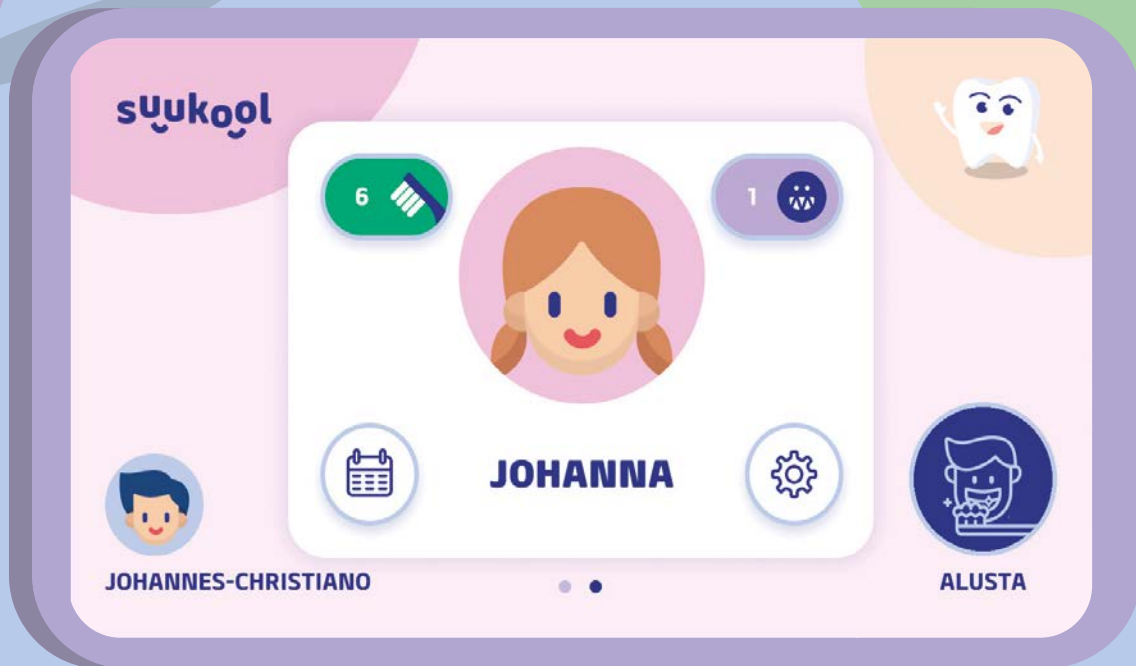 suukool
6
1
JOHANNA
JOHANNES-CHRISTIANO
ALUSTA